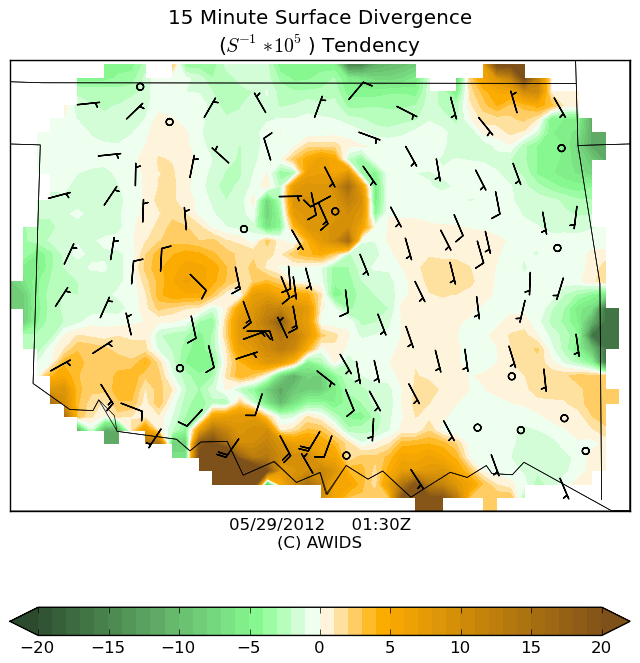 15 Minute Surface Divergence
(S⁻¹ *10⁵ ) Tendency
05/29/2012 01:30Z
(C) AWIDS
−20 −15 −10 −5 0 5 10 15 20